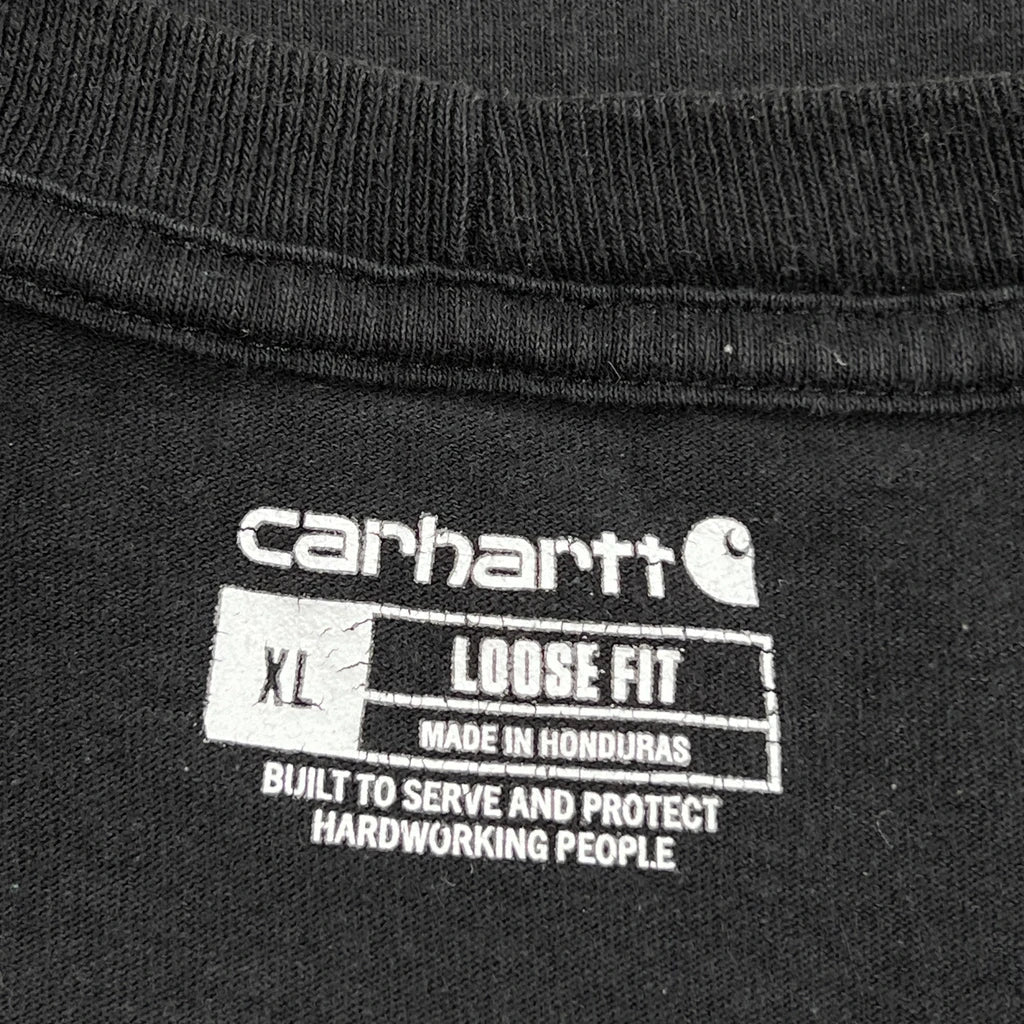 carhartt
XL
LOOSE FIT
MADE IN HONDURAS
BUILT TO SERVE AND PROTECT
HARDWORKING PEOPLE